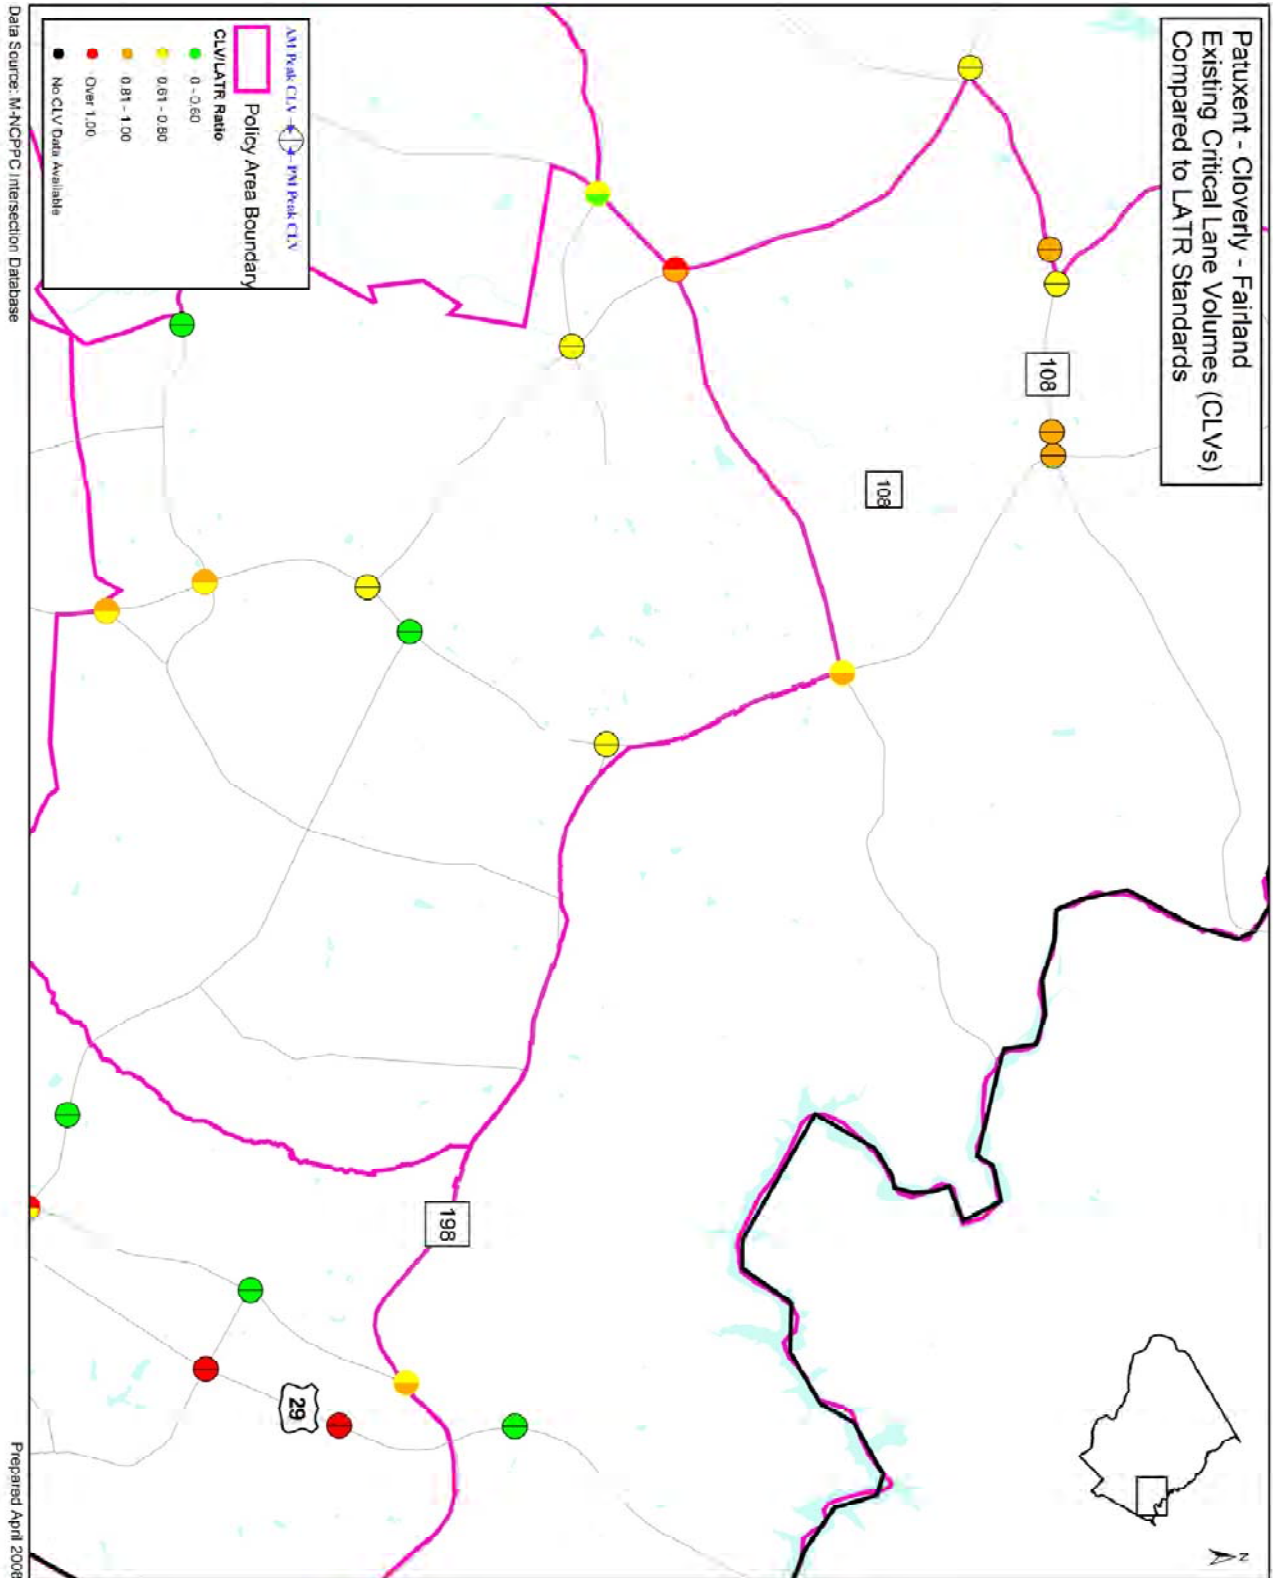 Patuxent - Cloverly - Fairland
Existing Critical Lane Volumes (CLVs)
Compared to LATR Standards
N
108
108
198
29
AM Peak CLV
PM Peak CLV
Policy Area Boundary
CLV/LATR Ratio
0 - 0.60
0.61 - 0.80
0.81 - 1.00
Over 1.00
No CLV Data Available
Data Source: M-NCPPC Intersection Database
Prepared April 2008